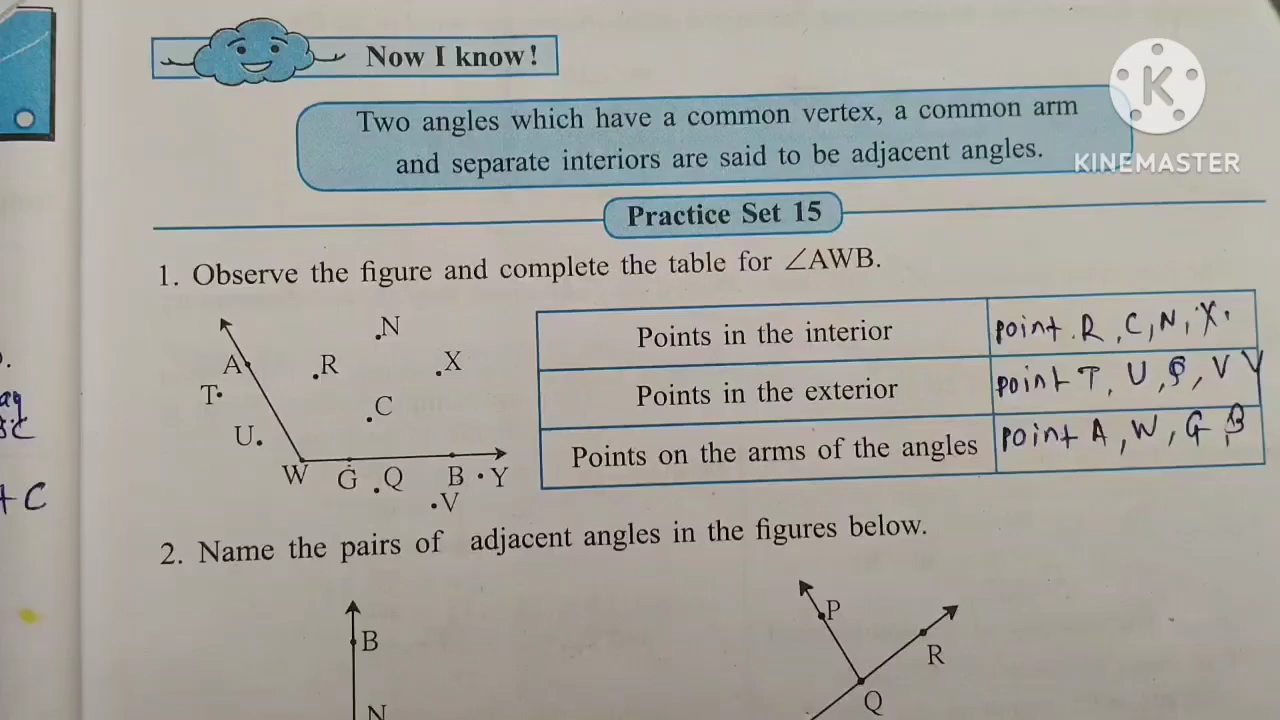 Now I know!
K
KINEMASTER
Two angles which have a common vertex, a common arm
and separate interiors are said to be adjacent angles.
Practice Set 15
1. Observe the figure and complete the table for ∠AWB.
N
A
R
X
T
C
U
W
G
Q
B
Y
V
Points in the interior
point R, C, N, X.
Points in the exterior
point T, U, Q, V Y
Points on the arms of the angles
point A, W, G, B
+ C
2. Name the pairs of adjacent angles in the figures below.
B
N
P
R
Q